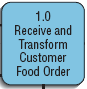 1.0
Receive and
Transform
Customer
Food Order